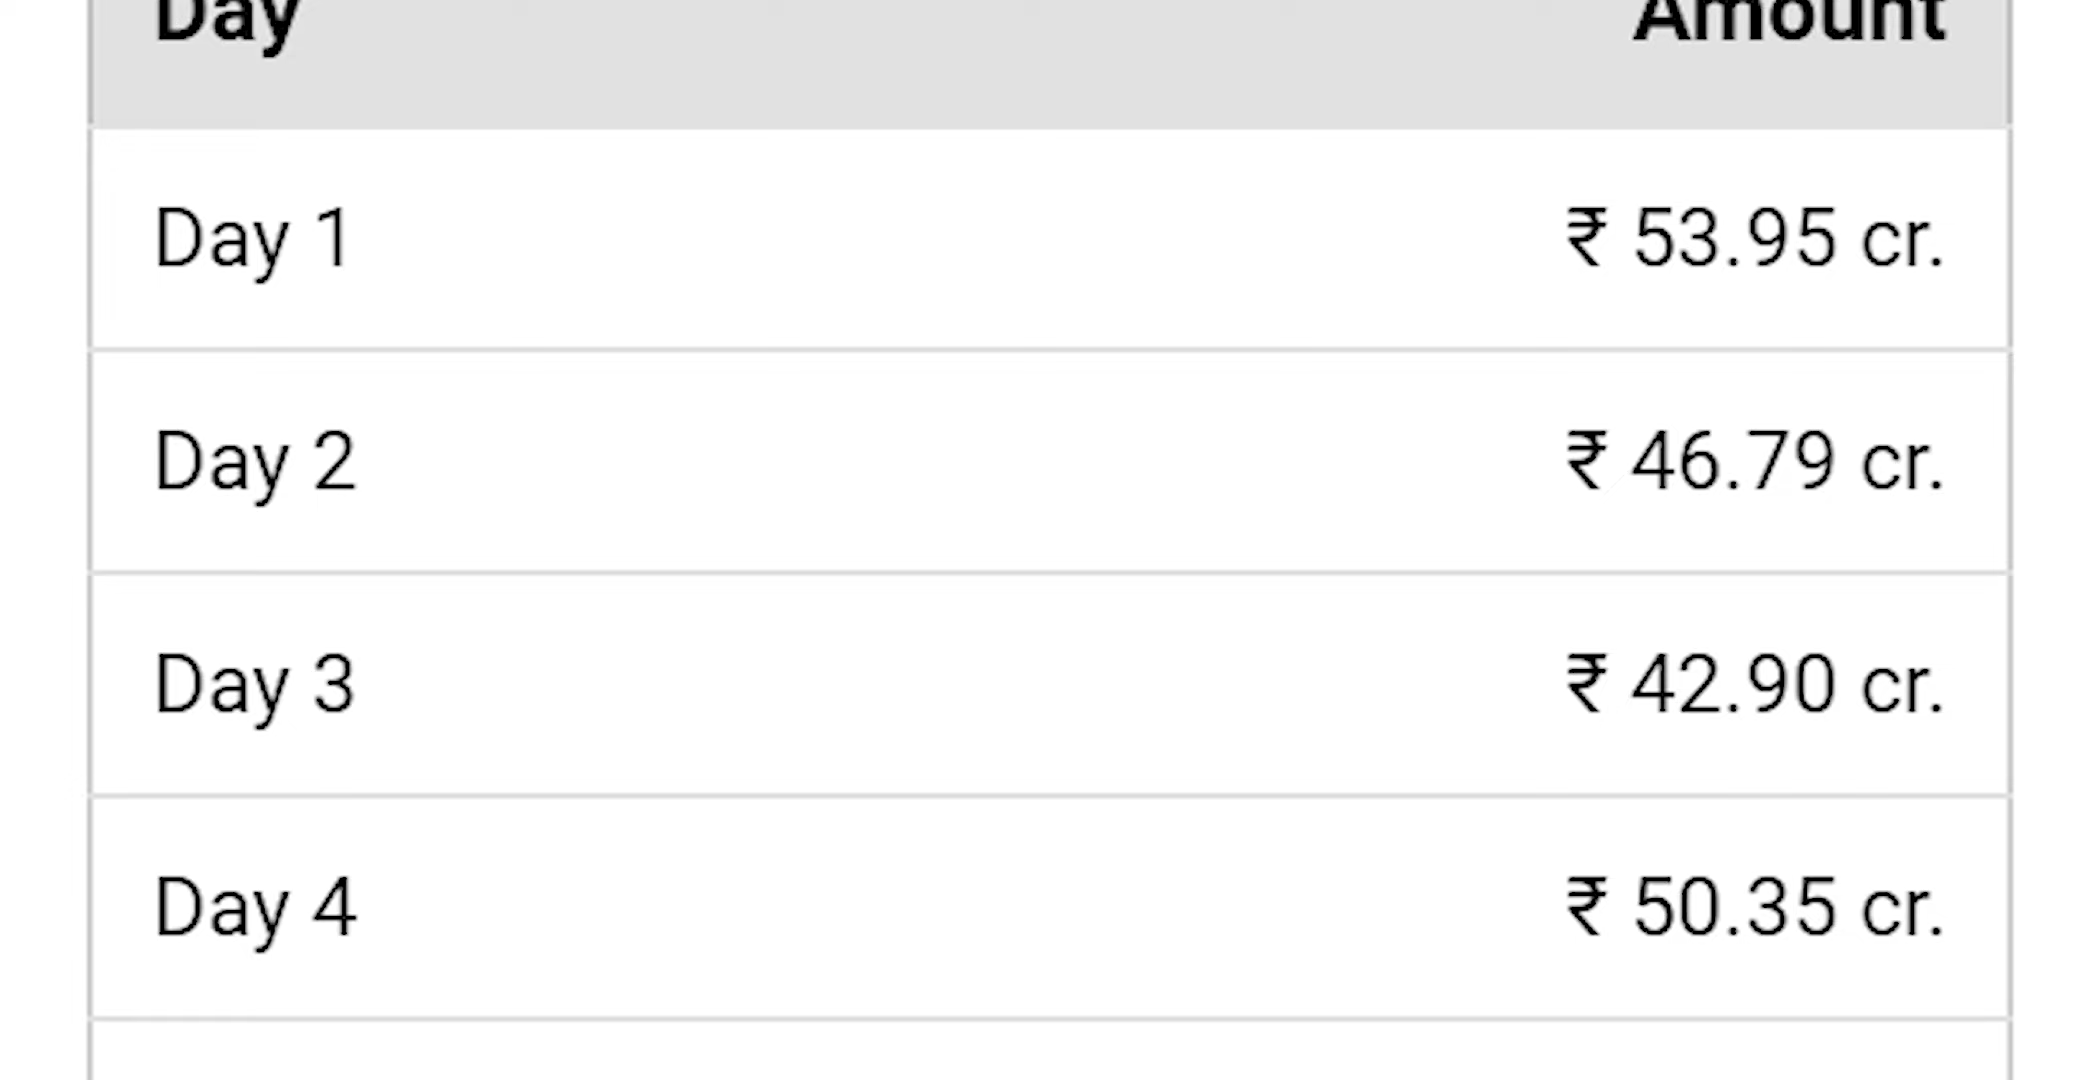 Day Amount
Day 1 ₹ 53.95 cr.
Day 2 ₹ 46.79 cr.
Day 3 ₹ 42.90 cr.
Day 4 ₹ 50.35 cr.